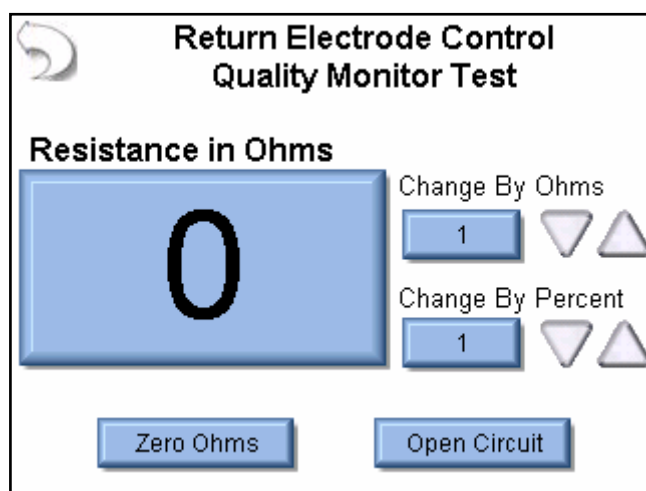 Return Electrode Control
Quality Monitor Test
Resistance in Ohms
0
Change By Ohms
1
Change By Percent
1
Zero Ohms
Open Circuit